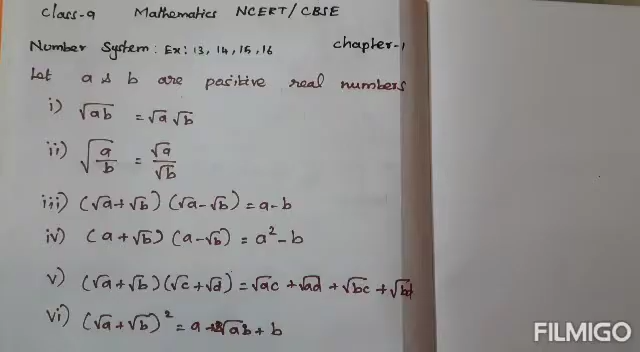 Class-9 Mathematics NCERT/CBSE
Number System: Ex: 13, 14, 15, 16 Chapter-1
Let a & b are positive real numbers
i) √ab = √a √b
ii) √(a/b) = √a/√b
iii) (√a+√b) (√a-√b) = a-b
iv) (a+√b) (a-√b) = a²-b
v) (√a+√b)(√c+√d) = √ac + √ad + √bc + √bd
vi) (√a+√b)² = a+2√ab+b
FILMIGO